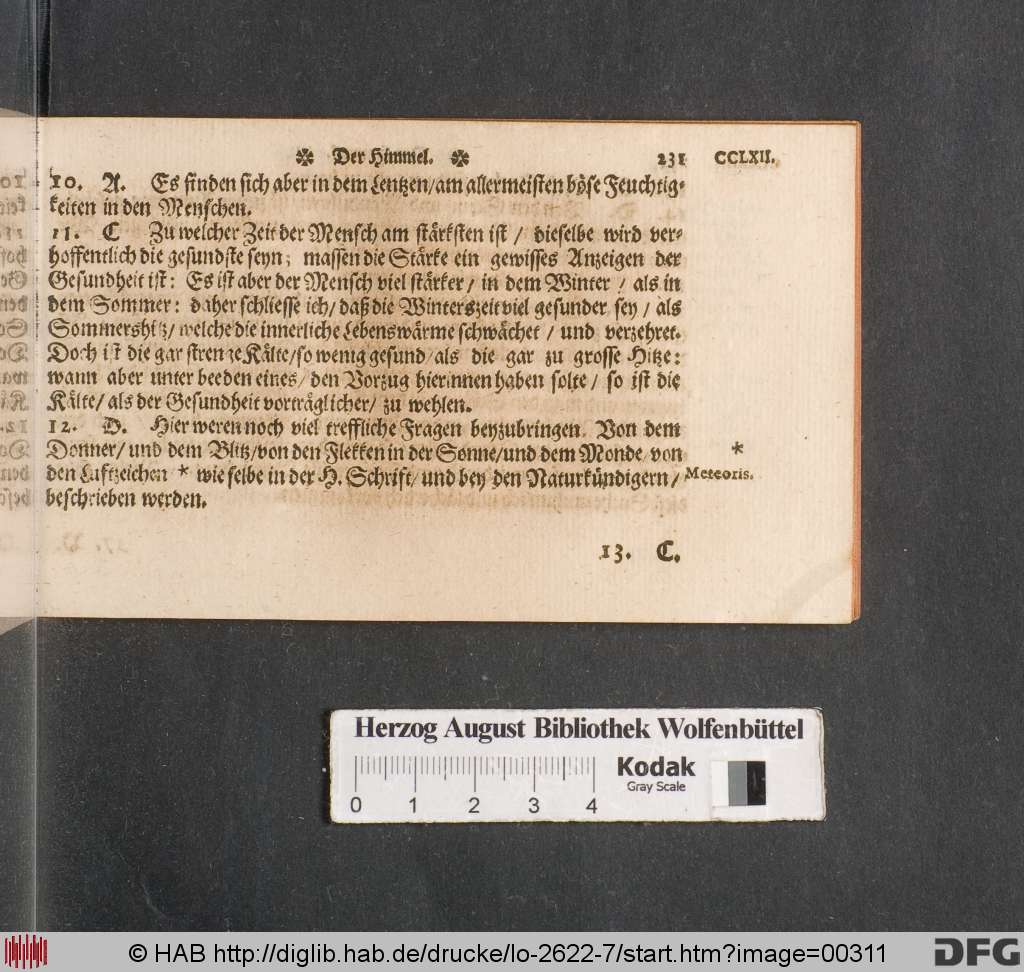 ✼ Der Himmel. ✼ 231 CCLXII.
10. A. Es finden sich aber in dem Lentzen/am allermeisten böse Feuchtig-
keiten in den Menschen.
11. C Zu welcher Zeit der Mensch am stärksten ist / dieselbe wird ver-
hoffentlich die gesundste seyn; massen die Stärke ein gewisses Anzeigen der
Gesundheit ist: Es ist aber der Mensch viel stärker / in dem Winter / als in
dem Sommer: daher schliesse ich/ daß die Winterszeit viel gesunder sey / als
Sommershitz/ welche die innerliche Lebenswärme schwächet / und verzehret.
Doch ist die gar strenge Kälte/ so wenig gesund/ als die gar zu grosse Hitze:
wann aber unter beeden eines/ den Vorzug hierinnen haben solte / so ist die
Kälte/ als der Gesundheit vorträglicher/ zu wehlen.
12. D. Hier weren noch viel treffliche Fragen beyzubringen. Von dem
Donner/ und dem Blitz/ von den Flekken in der Sonne/und dem Monde/ von
*
den Luftzeichen * wie selbe in der H. Schrift/ und bey den Naturkündigern /
Meteoris.
beschrieben werden.
13. C.
Herzog August Bibliothek Wolfenbüttel
Kodak
Gray Scale
0 1 2 3 4
© HAB http://diglib.hab.de/drucke/lo-2622-7/start.htm?image=00311
DFG